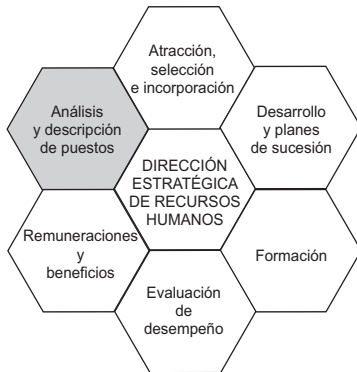 Atracción,
selección
e incorporación
Análisis
y descripción
de puestos
Desarrollo
y planes
de sucesión
DIRECCIÓN
ESTRATÉGICA
DE RECURSOS
HUMANOS
Remuneraciones
y
beneficios
Formación
Evaluación
de
desempeño